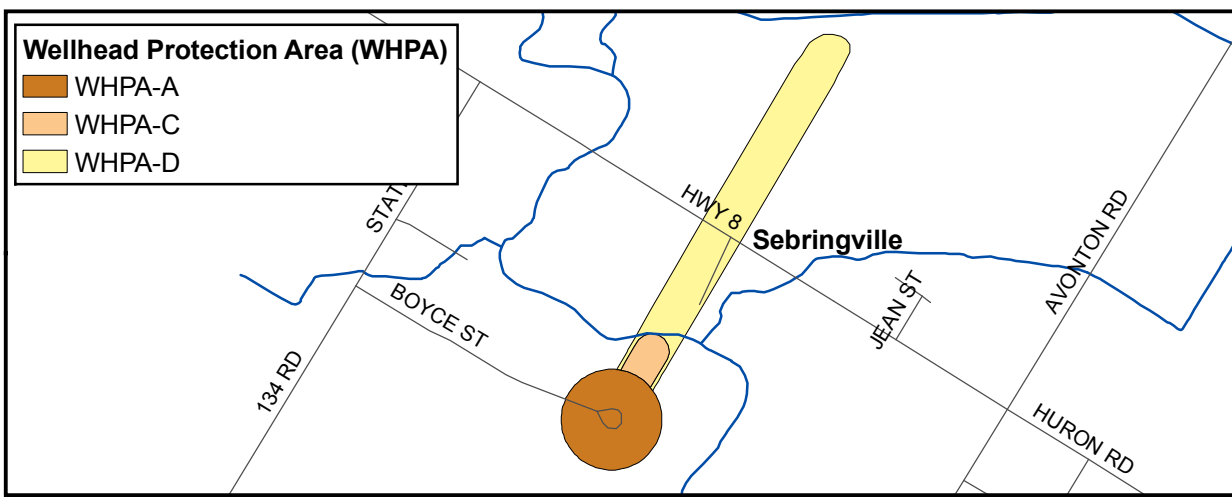 Wellhead Protection Area (WHPA)
WHPA-A
WHPA-C
WHPA-D
HWY 8
Sebringville
BOYCE ST
JEAN ST
AVONTON RD
134 RD
HURON RD